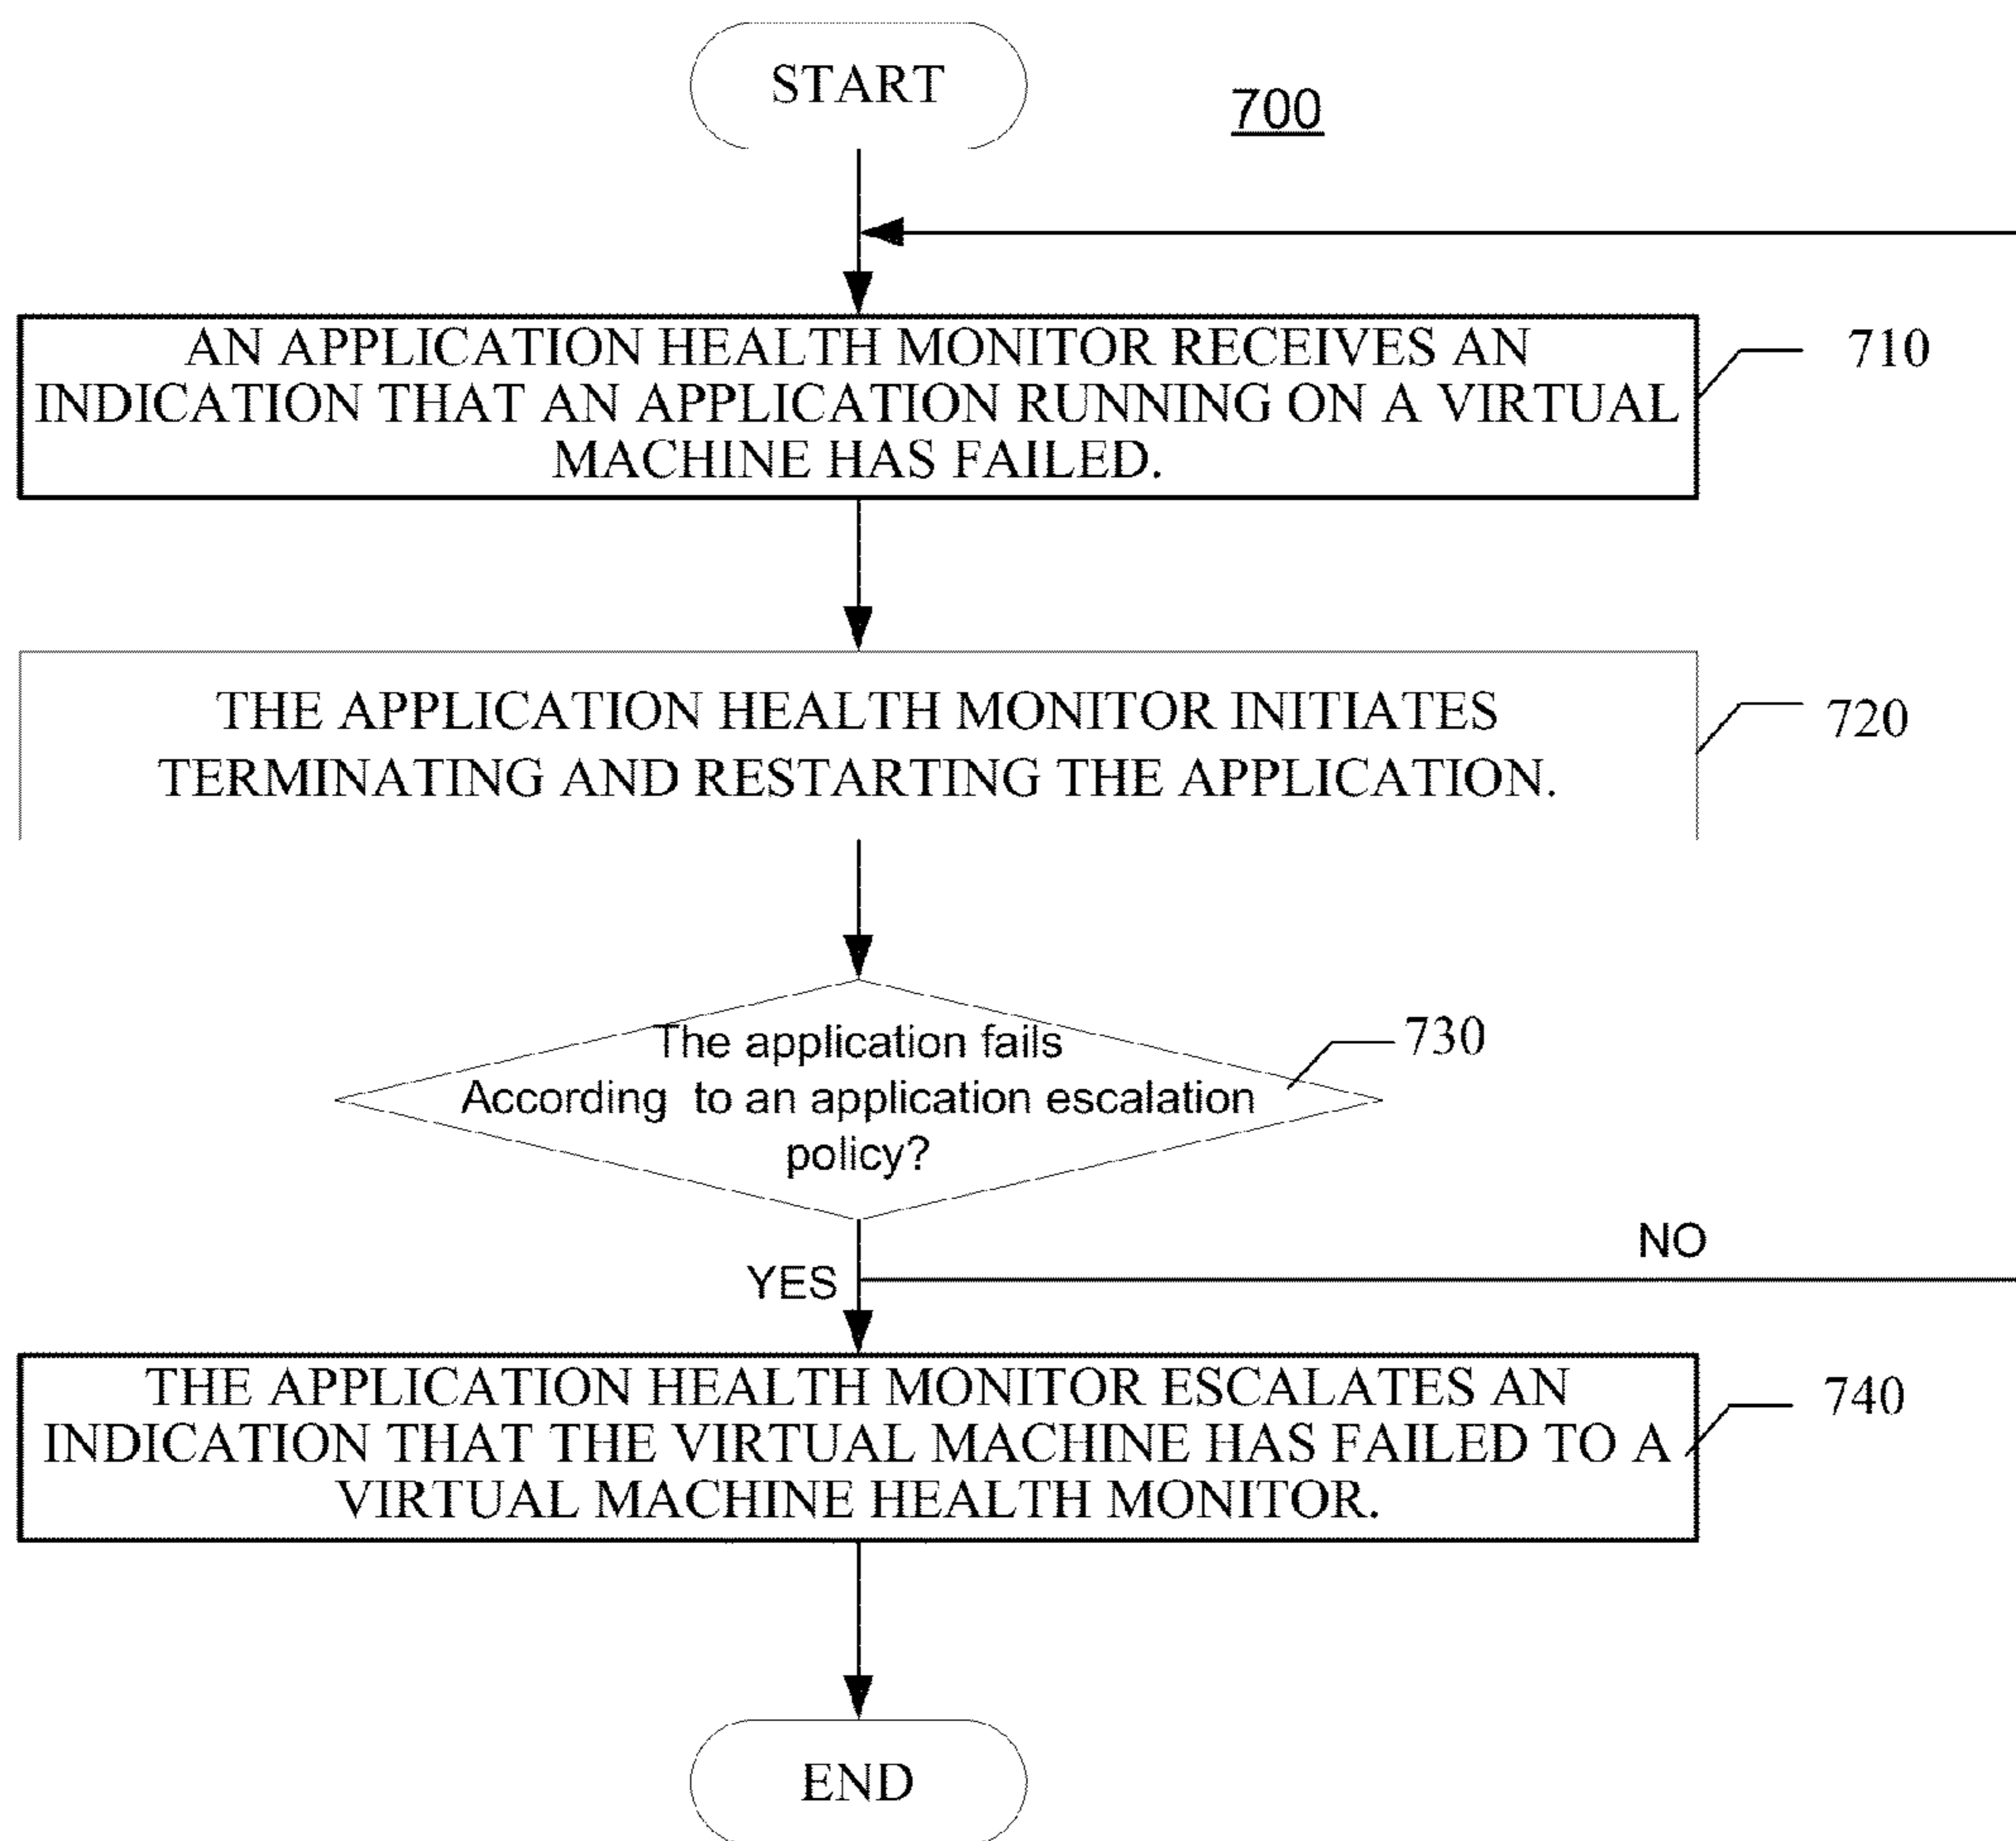 START
700
AN APPLICATION HEALTH MONITOR RECEIVES AN
INDICATION THAT AN APPLICATION RUNNING ON A VIRTUAL
MACHINE HAS FAILED.
710
THE APPLICATION HEALTH MONITOR INITIATES
TERMINATING AND RESTARTING THE APPLICATION.
720
The application fails
According to an application escalation
policy?
730
NO
YES
THE APPLICATION HEALTH MONITOR ESCALATES AN
INDICATION THAT THE VIRTUAL MACHINE HAS FAILED TO A
VIRTUAL MACHINE HEALTH MONITOR.
740
END